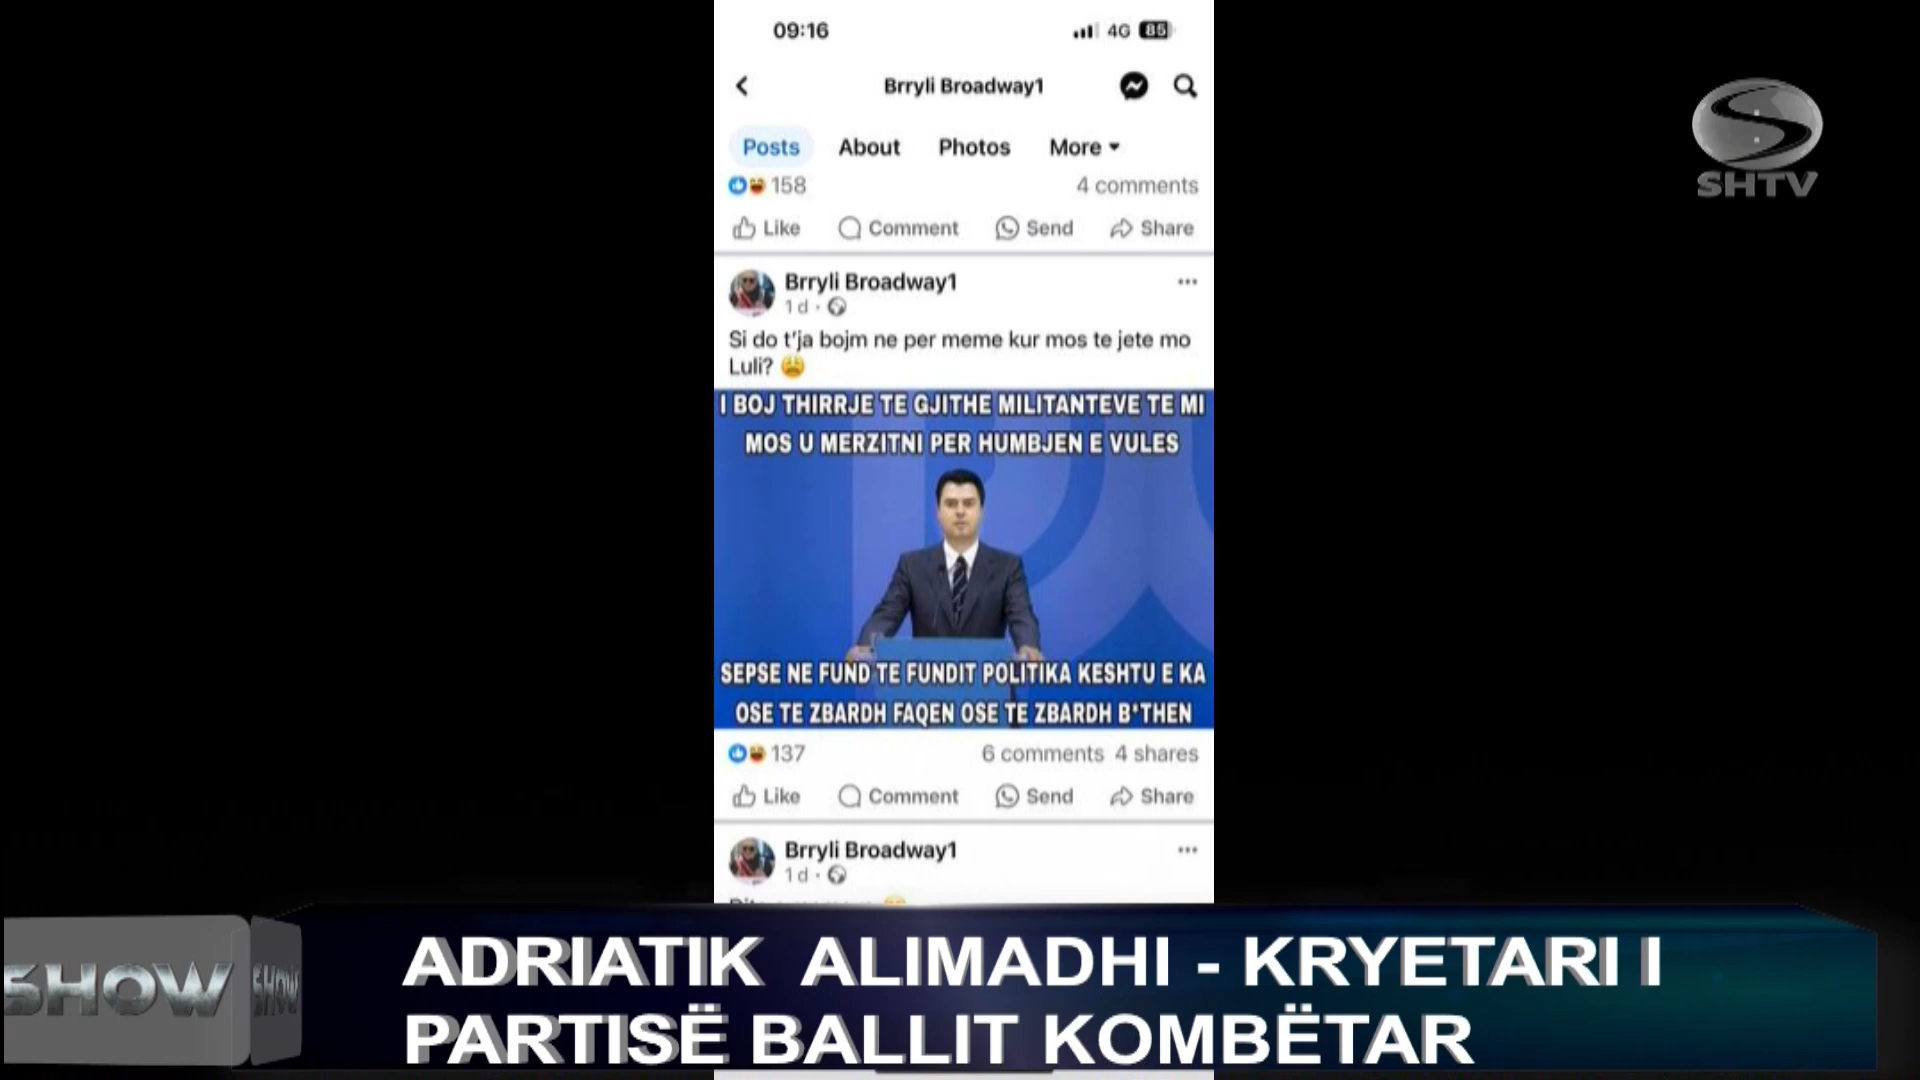 09:16
4G 85
Brryli Broadway1
Posts About Photos More
158 4 comments
Like Comment Send Share
Brryli Broadway1
1 d
Si do t'ja bojm ne per meme kur mos te jete mo
Luli?
I BOJ THIRRJE TE GJITHE MILITANTEVE TE MI
MOS U MERZITNI PER HUMBJEN E VULES
SEPSE NE FUND TE FUNDIT POLITIKA KESHTU E KA
OSE TE ZBARDH FAQEN OSE TE ZBARDH B*THEN
137 6 comments 4 shares
Like Comment Send Share
Brryli Broadway1
1 d
SHTV
SHOW
SHOW
ADRIATIK ALIMADHI - KRYETARI I
PARTISË BALLIT KOMBËTAR